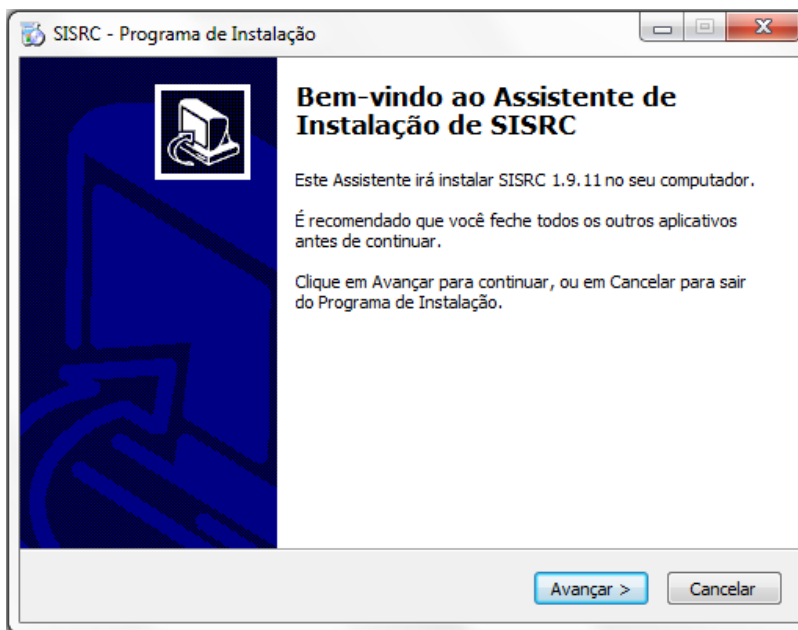 SISRC - Programa de Instalação
Bem-vindo ao Assistente de
Instalação de SISRC
Este Assistente irá instalar SISRC 1.9.11 no seu computador.
É recomendado que você feche todos os outros aplicativos
antes de continuar.
Clique em Avançar para continuar, ou em Cancelar para sair
do Programa de Instalação.
Avançar >
Cancelar